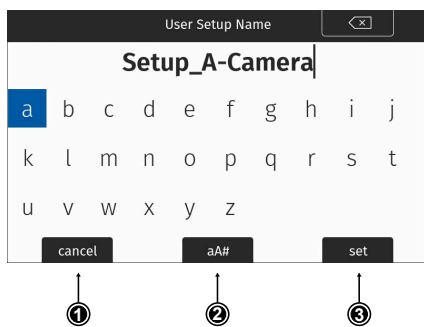 User Setup Name
Setup_A-Camera
a b c d e f g h i j
k l m n o p q r s t
u v w x y z
cancel aA# set
1 2 3